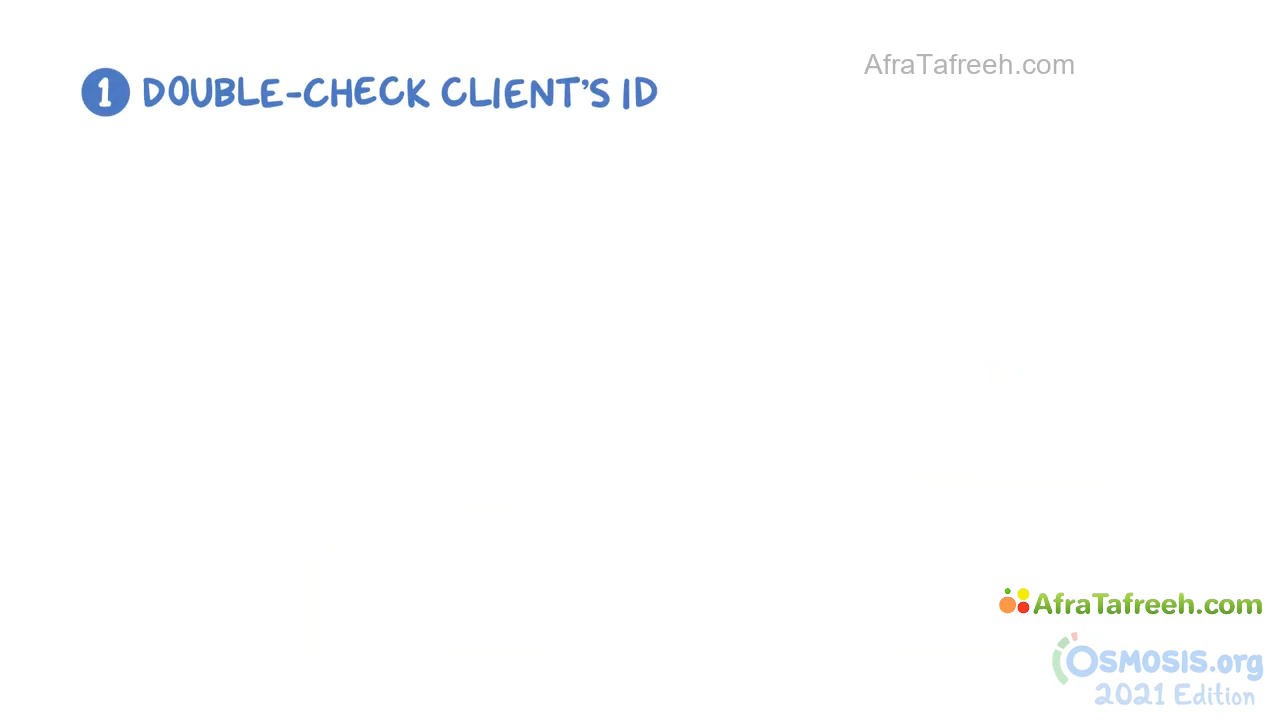 AfraTafreeh.com
1 DOUBLE-CHECK CLIENT'S ID
AfraTafreeh.com
OSMOSIS.org
2021 Edition